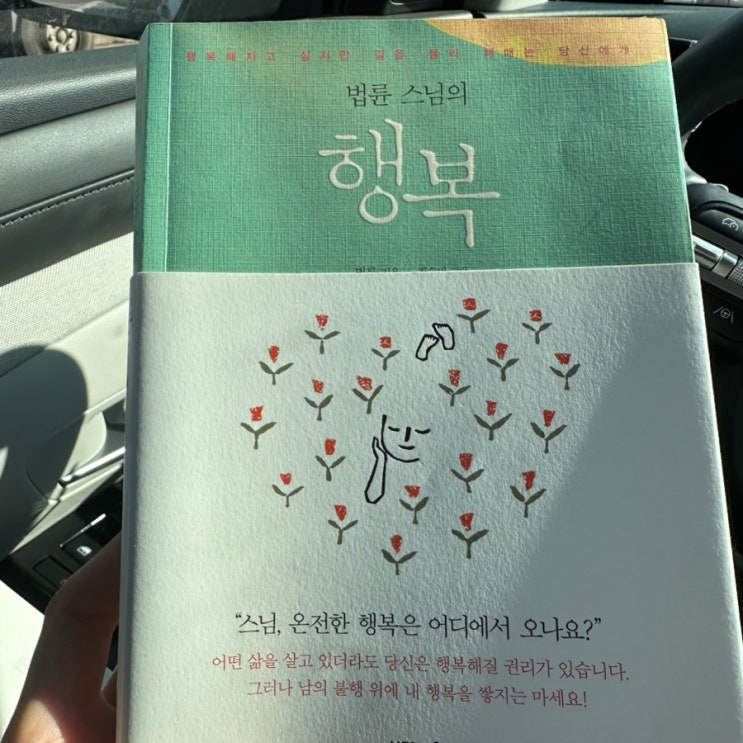 행복해지고 싶지만 길을 몰라 헤매는 당신에게
법륜 스님의
행복
“스님, 온전한 행복은 어디에서 오나요?”
어떤 삶을 살고 있더라도 당신은 행복해질 권리가 있습니다.
그러나 남의 불행 위에 내 행복을 쌓지는 마세요!